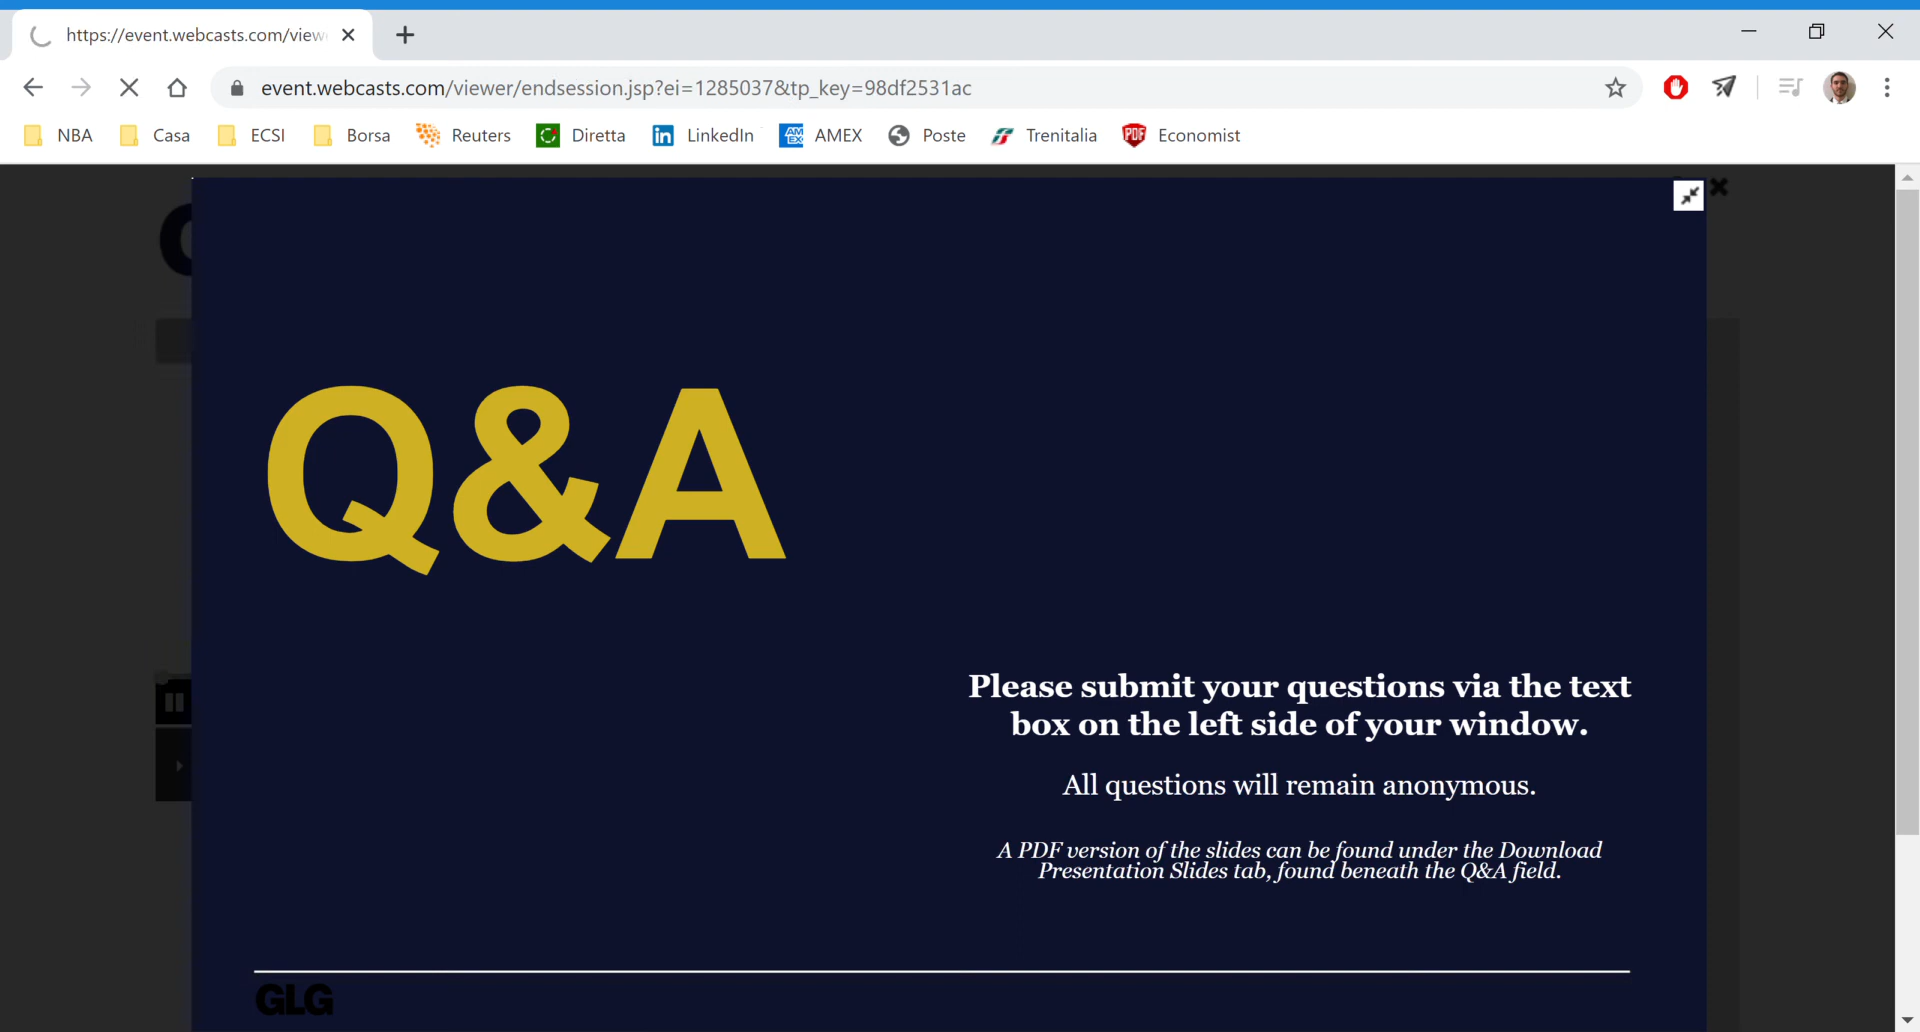 https://event.webcasts.com/view
event.webcasts.com/viewer/endsession.jsp?ei=1285037&tp_key=98df2531ac
NBA Casa ECSI Borsa Reuters Diretta LinkedIn AMEX Poste Trenitalia Economist
Q&A
Please submit your questions via the text
box on the left side of your window.
All questions will remain anonymous.
A PDF version of the slides can be found under the Download
Presentation Slides tab, found beneath the Q&A field.
GLG